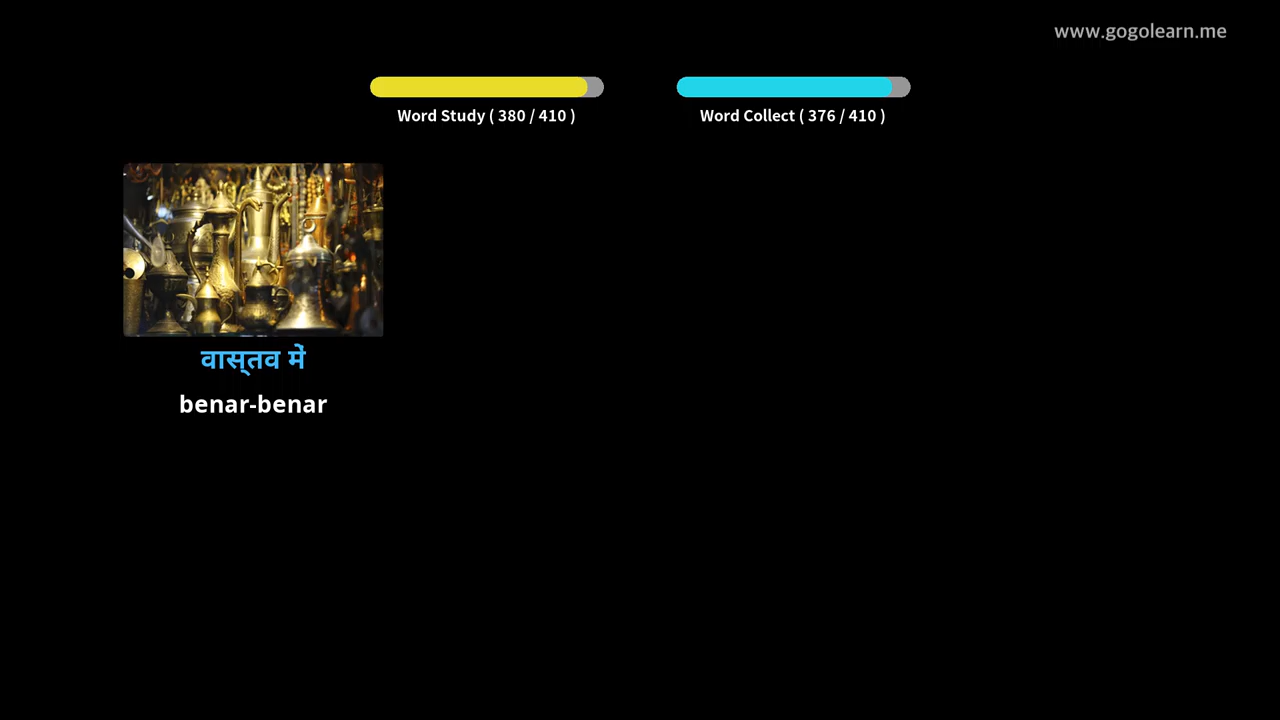 www.gogolearn.me
Word Study ( 380 / 410 )
Word Collect ( 376 / 410 )
वास्तव में
benar-benar